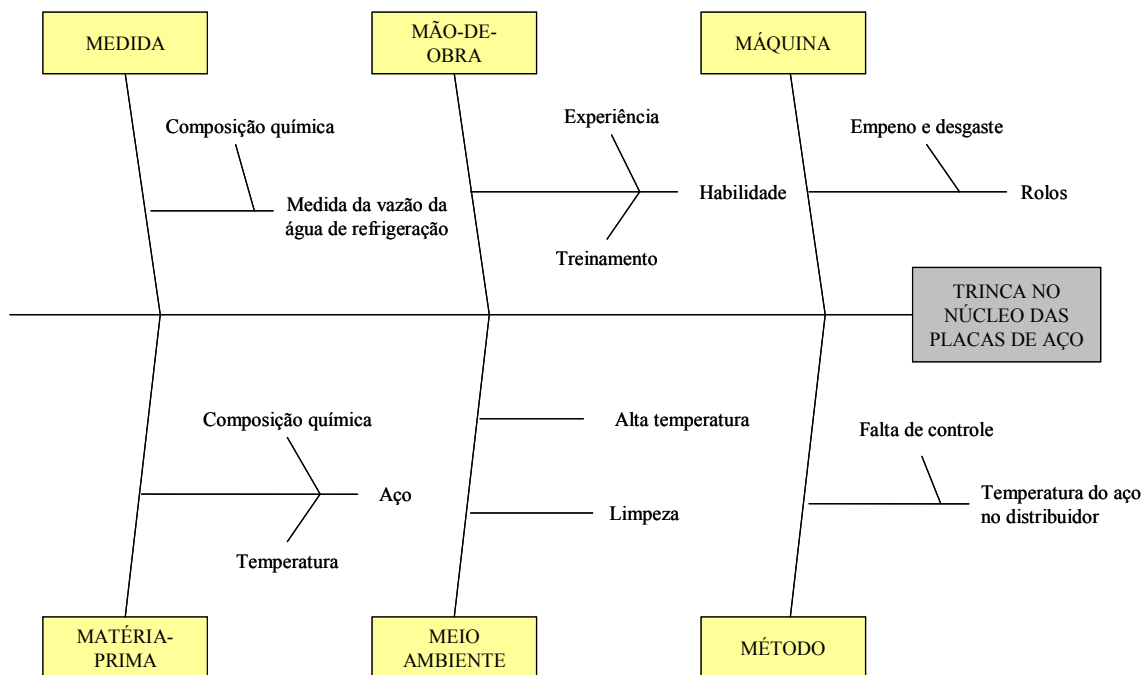 MEDIDA
MÃO-DE-
OBRA
MÁQUINA
Composição química
Medida da vazão da
água de refrigeração
Experiência
Habilidade
Treinamento
Empeno e desgaste
Rolos
TRINCA NO
NÚCLEO DAS
PLACAS DE AÇO
Composição química
Aço
Temperatura
Alta temperatura
Limpeza
Falta de controle
Temperatura do aço
no distribuidor
MATÉRIA-
PRIMA
MEIO
AMBIENTE
MÉTODO